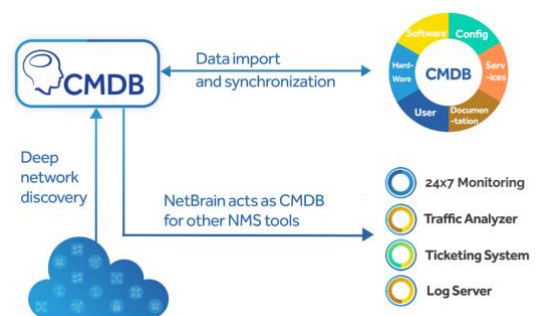 CMDB
Data import
and synchronization
Software
Config
Hard-
Ware
CMDB
Serv
-ices
User
Documen
-tation
Deep
network
discovery
NetBrain acts as CMDB
for other NMS tools
24x7 Monitoring
Traffic Analyzer
Ticketing System
Log Server